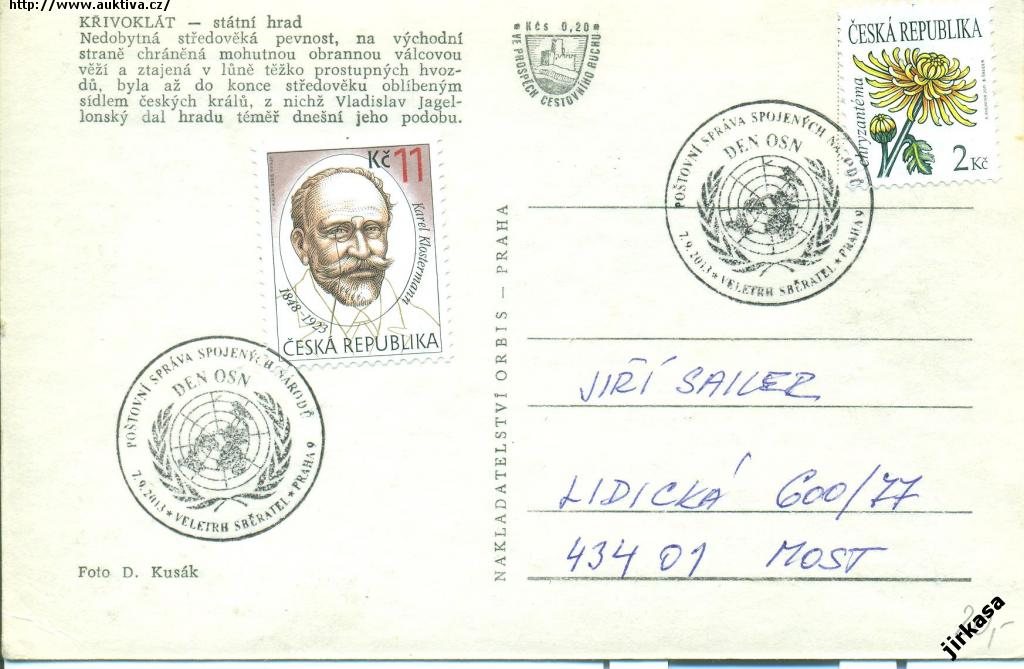 http://www.auktiva.cz/
KŘIVOKLÁT — státní hrad
Nedobytná středověká pevnost, na východní
straně chráněná mohutnou obrannou válcovou
věží a ztajená v lůně těžko prostupných hvoz-
dů, byla až do konce středověku oblíbeným
sídlem českých králů, z nichž Vladislav Jagel-
lonský dal hradu téměř dnešní jeho podobu.
Kčs 0,20
VE PROSPĚCH CESTOVNÍHO RUCHU
ČESKÁ REPUBLIKA
chryzantéma
2 Kč
POŠTOVNÍ SPRÁVA SPOJENÝCH NÁRODŮ
DEN OSN
7.9.2013 * VELETRH SBĚRATEL * PRAHA 9
Kč 11
Karel Klostermann
1848–1923
ČESKÁ REPUBLIKA
POŠTOVNÍ SPRÁVA SPOJENÝCH NÁRODŮ
DEN OSN
7.9.2013 * VELETRH SBĚRATEL * PRAHA 9
NAKLADATELSTVÍ ORBIS — PRAHA
JIŘÍ SAILER
LIDICKÁ 600/77
434 01 MOST
Foto D. Kusák
jirkasa